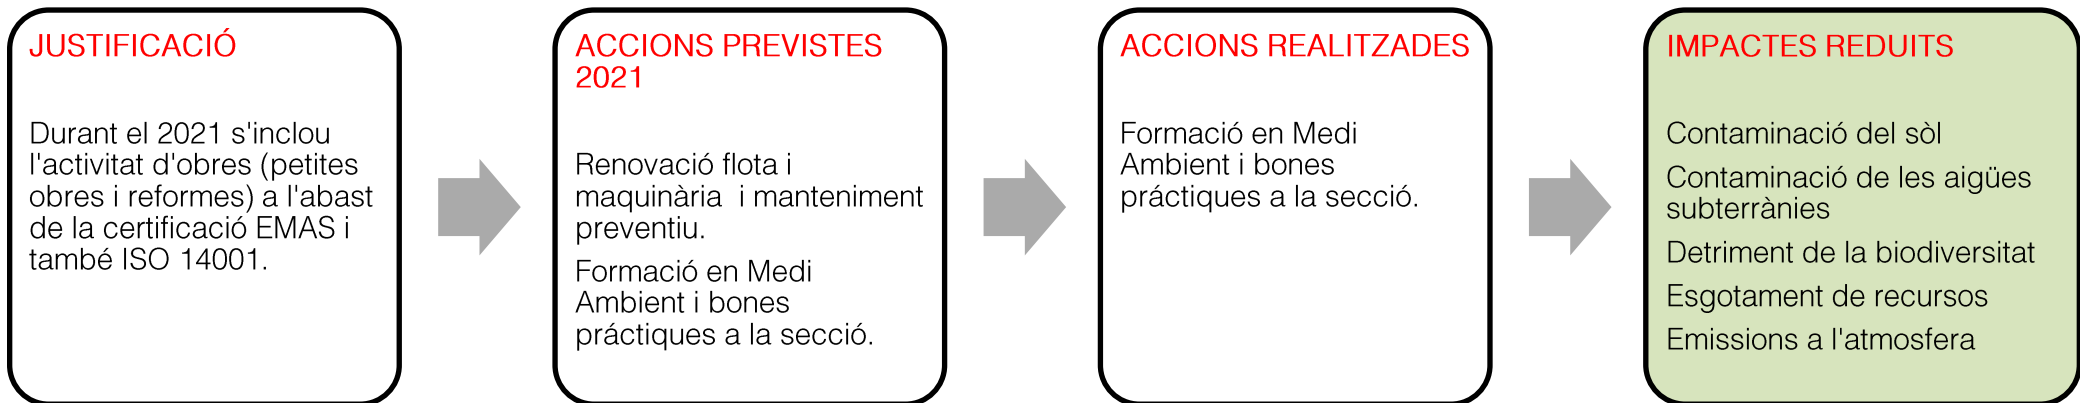 JUSTIFICACIÓ
Durant el 2021 s'inclou
l'activitat d'obres (petites
obres i reformes) a l'abast
de la certificació EMAS i
també ISO 14001.
ACCIONS PREVISTES
2021
Renovació flota i
maquinària  i manteniment
preventiu.
Formació en Medi
Ambient i bones
práctiques a la secció.
ACCIONS REALITZADES
Formació en Medi
Ambient i bones
práctiques a la secció.
IMPACTES REDUITS
Contaminació del sòl
Contaminació de les aigües
subterrànies
Detriment de la biodiversitat
Esgotament de recursos
Emissions a l'atmosfera